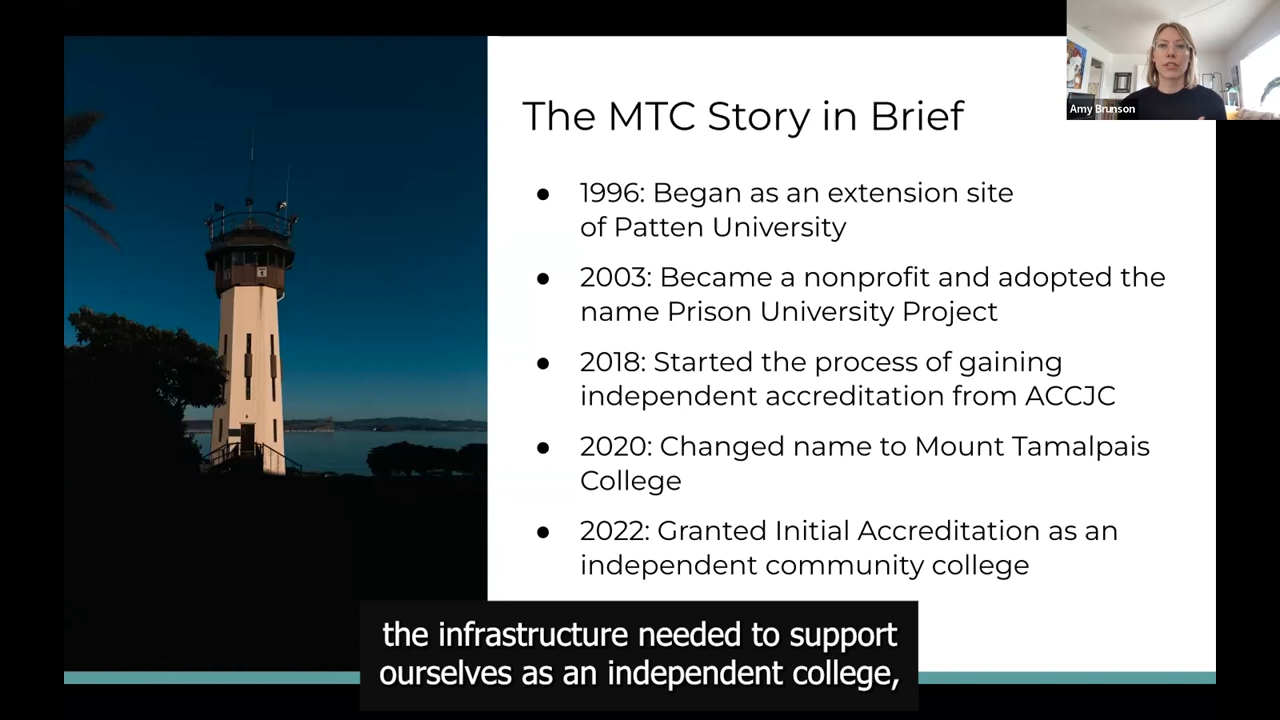 Amy Brunson
The MTC Story in Brief
● 1996: Began as an extension site
of Patten University
● 2003: Became a nonprofit and adopted the
name Prison University Project
● 2018: Started the process of gaining
independent accreditation from ACCJC
● 2020: Changed name to Mount Tamalpais
College
● 2022: Granted Initial Accreditation as an
independent community college
the infrastructure needed to support
ourselves as an independent college,